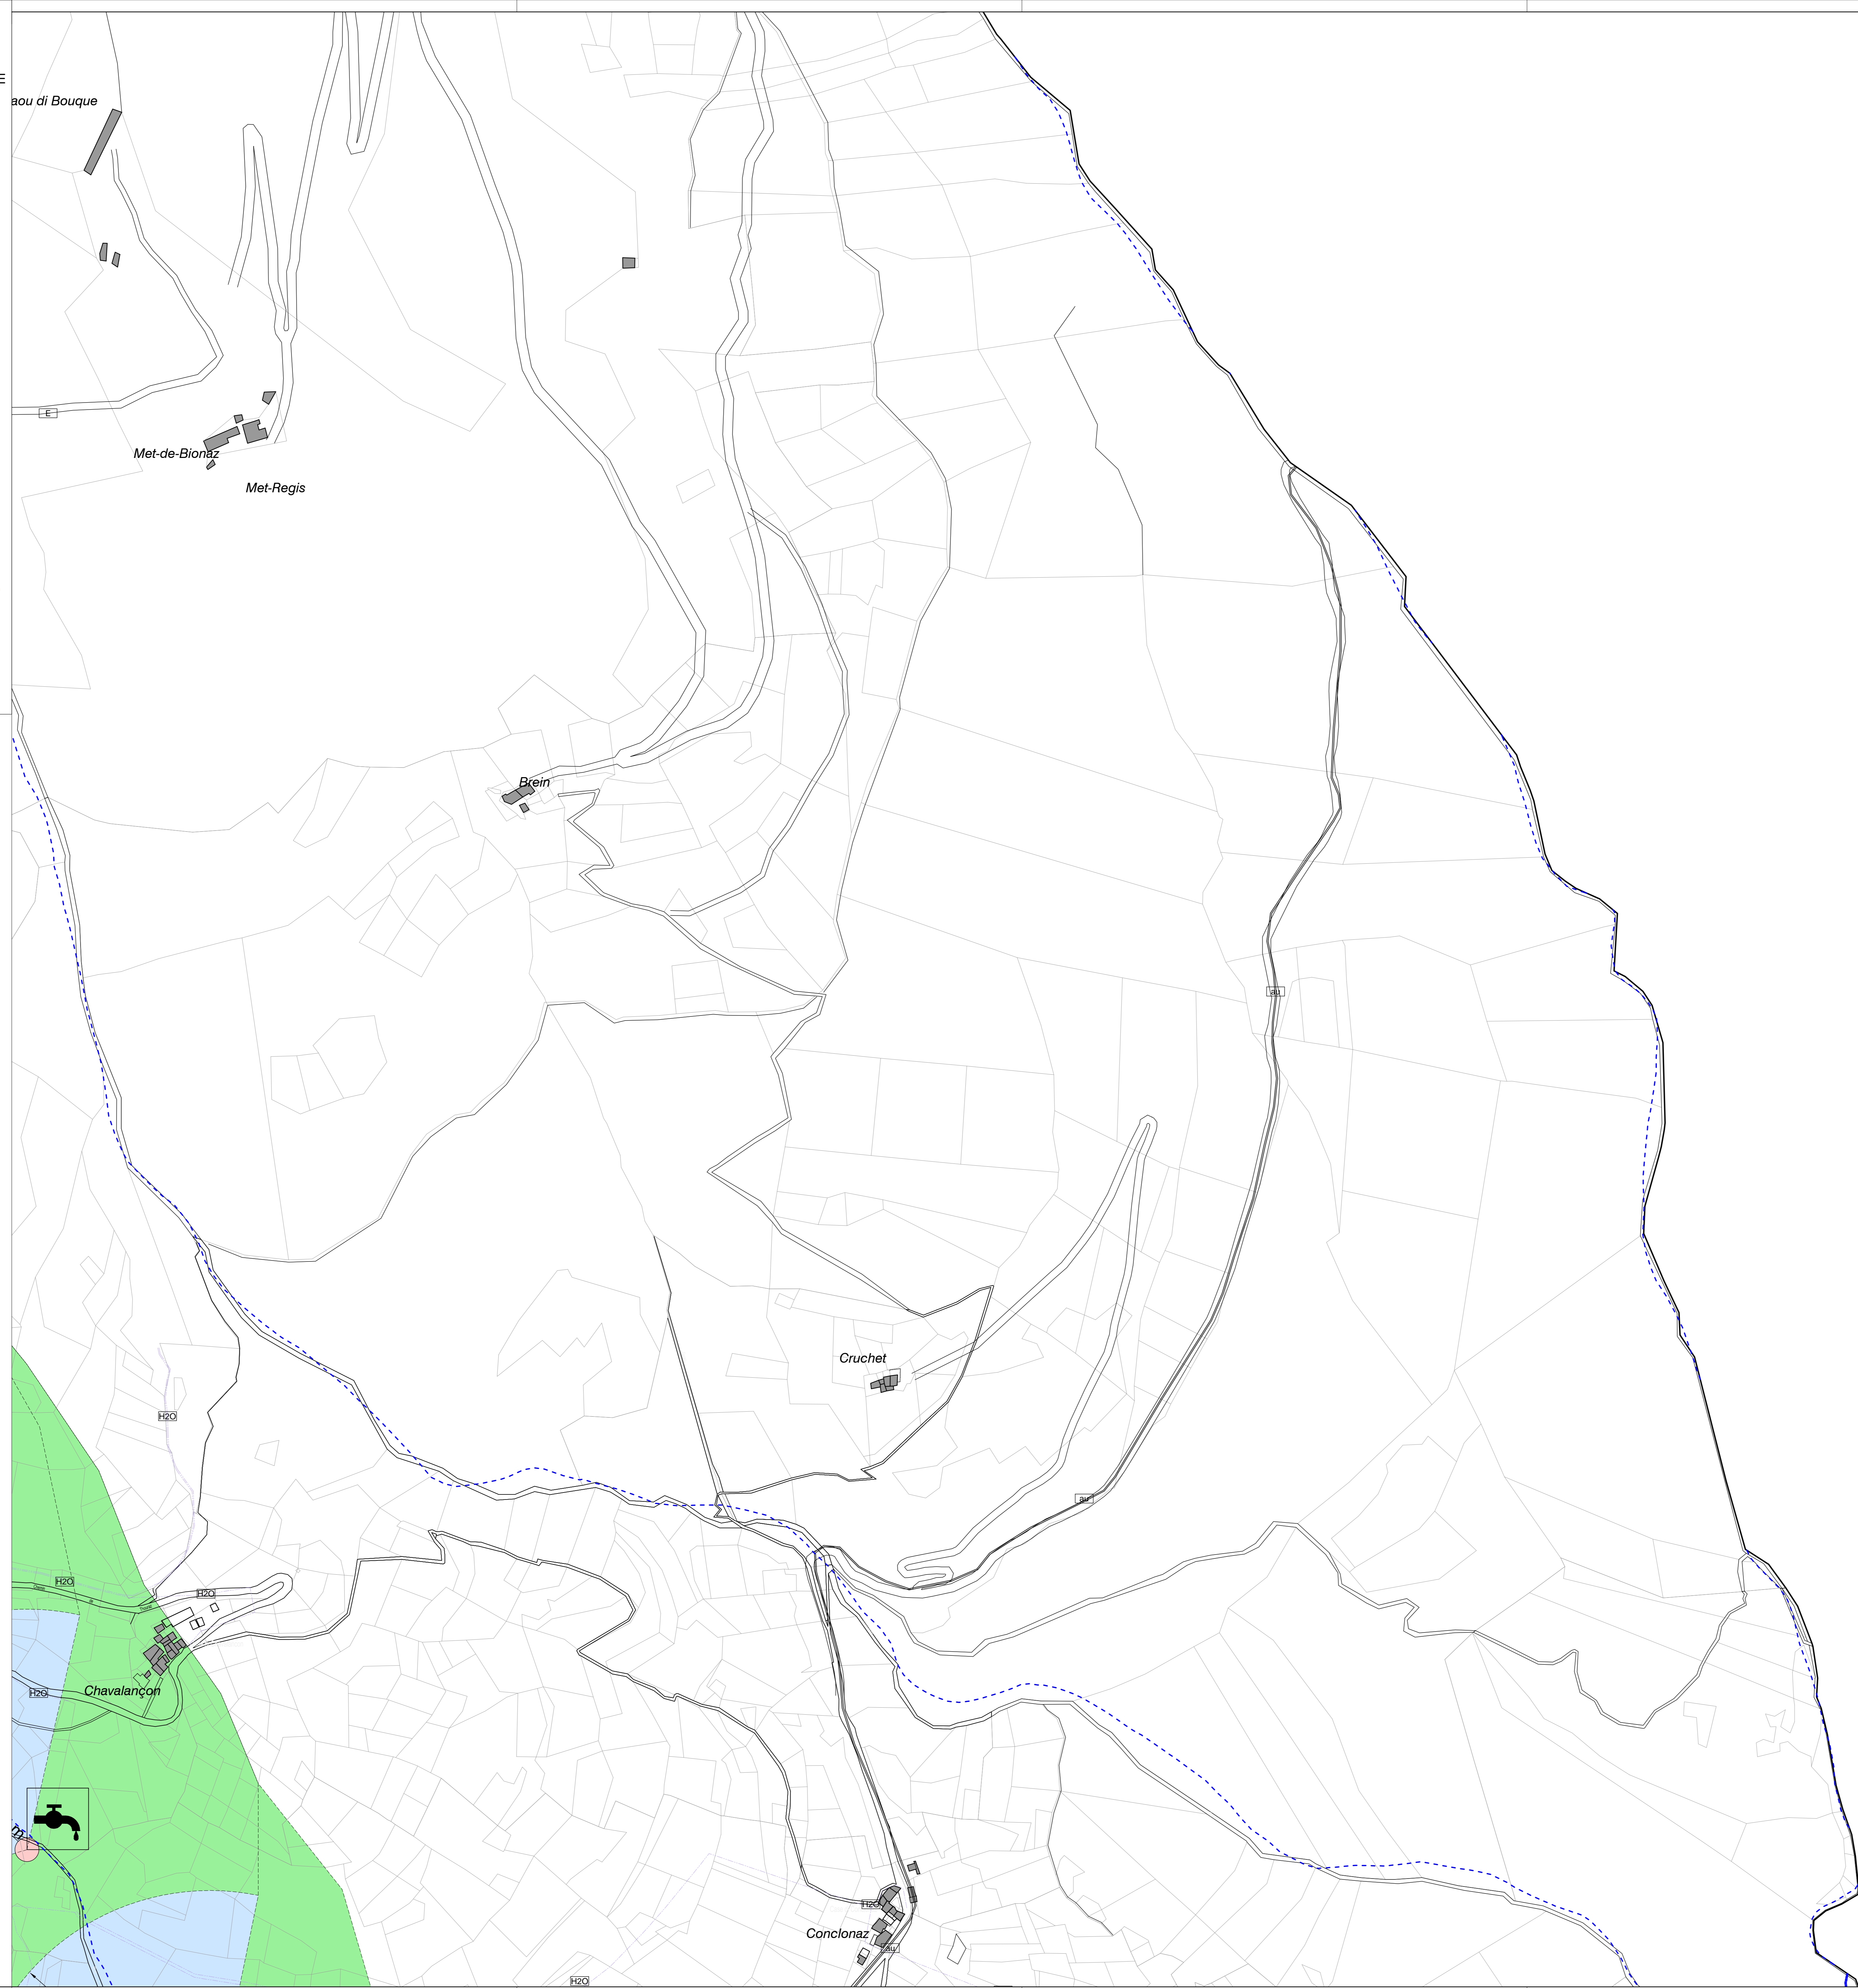 aou di Bouque
E
Met-de-Bionaz
Met-Regis
Brein
au
Cruchet
H2O
au
H2O
H2O
H2O
Chavalançon
H2O
Conclonaz
au
H2O